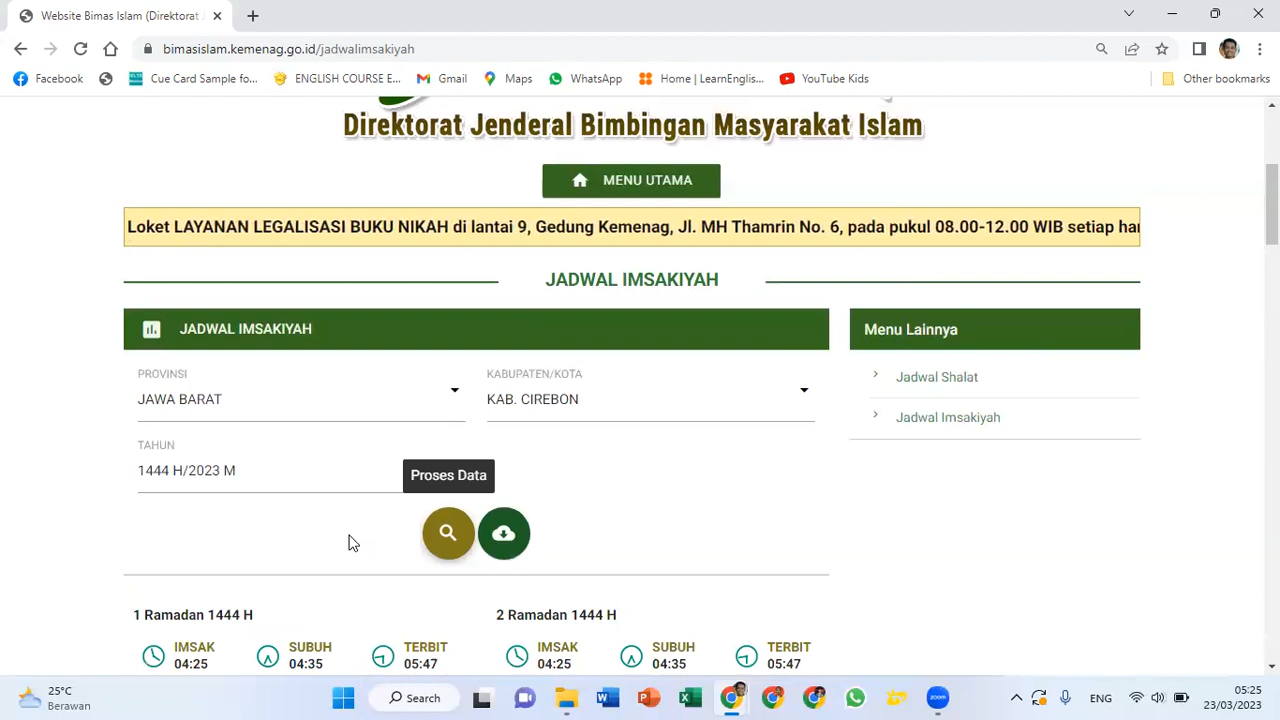 Website Bimas Islam (Direktorat
bimasislam.kemenag.go.id/jadwalimsakiyah
Facebook
Cue Card Sample fo...
ENGLISH COURSE E...
Gmail
Maps
WhatsApp
Home | LearnEnglis...
YouTube Kids
Other bookmarks
Direktorat Jenderal Bimbingan Masyarakat Islam
MENU UTAMA
Loket LAYANAN LEGALISASI BUKU NIKAH di lantai 9, Gedung Kemenag, Jl. MH Thamrin No. 6, pada pukul 08.00-12.00 WIB setiap har
JADWAL IMSAKIYAH
JADWAL IMSAKIYAH
PROVINSI
JAWA BARAT
KABUPATEN/KOTA
KAB. CIREBON
TAHUN
1444 H/2023 M
Proses Data
Menu Lainnya
Jadwal Shalat
Jadwal Imsakiyah
1 Ramadan 1444 H
IMSAK SUBUH TERBIT
04:25 04:35 05:47
2 Ramadan 1444 H
IMSAK SUBUH TERBIT
04:25 04:35 05:47
25°C
Berawan
Search
zoom
ENG
05:25
23/03/2023